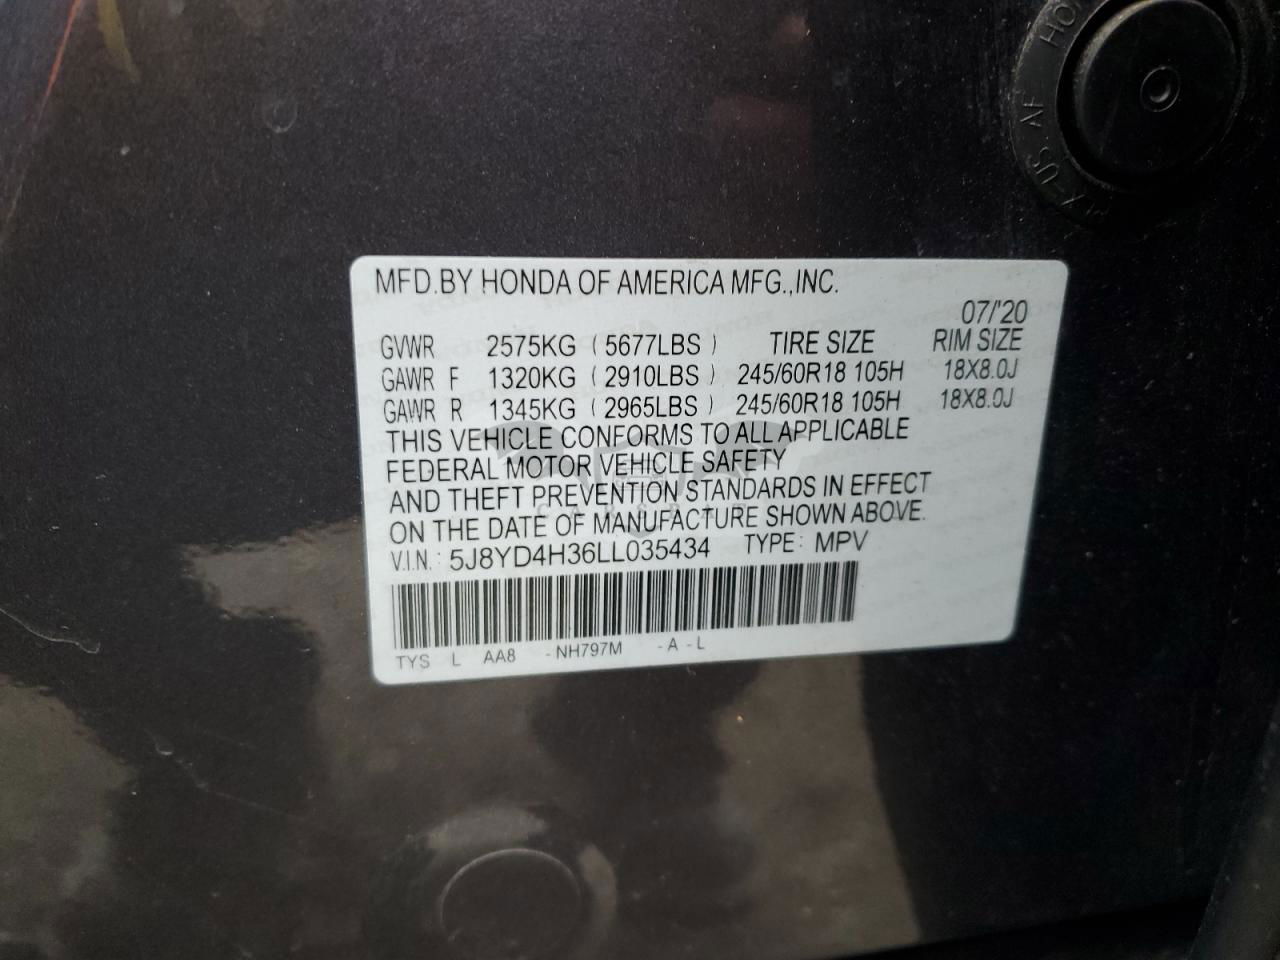 HO
X-US. AF
MFD.BY HONDA OF AMERICA MFG.,INC.
07/'20
GVWR 2575KG (5677LBS) TIRE SIZE RIM SIZE
GAWR F 1320KG (2910LBS) 245/60R18 105H 18X8.0J
GAWR R 1345KG (2965LBS) 245/60R18 105H 18X8.0J
THIS VEHICLE CONFORMS TO ALL APPLICABLE
FEDERAL MOTOR VEHICLE SAFETY
AND THEFT PREVENTION STANDARDS IN EFFECT
ON THE DATE OF MANUFACTURE SHOWN ABOVE.
V.I.N.: 5J8YD4H36LL035434 TYPE: MPV
TYS L AA8 -NH797M -A-L